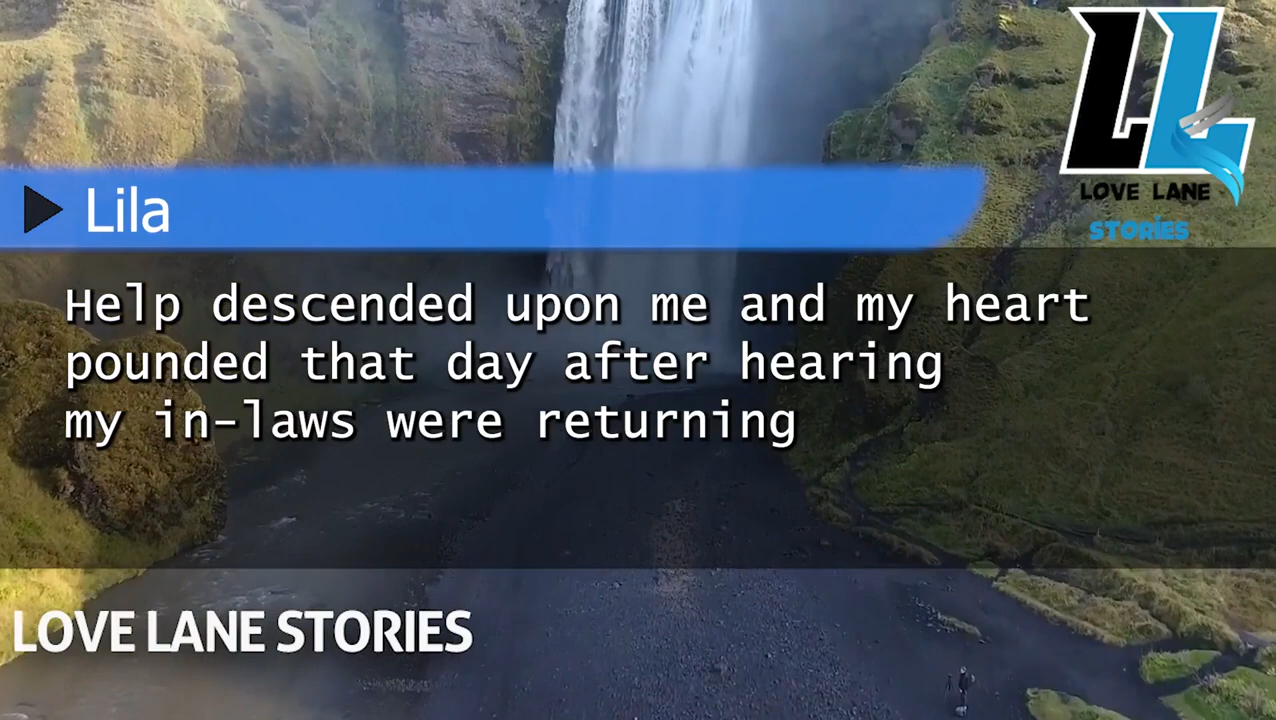 LL
LOVE LANE
STORIES
Lila
Help descended upon me and my heart
pounded that day after hearing
my in-laws were returning
LOVE LANE STORIES